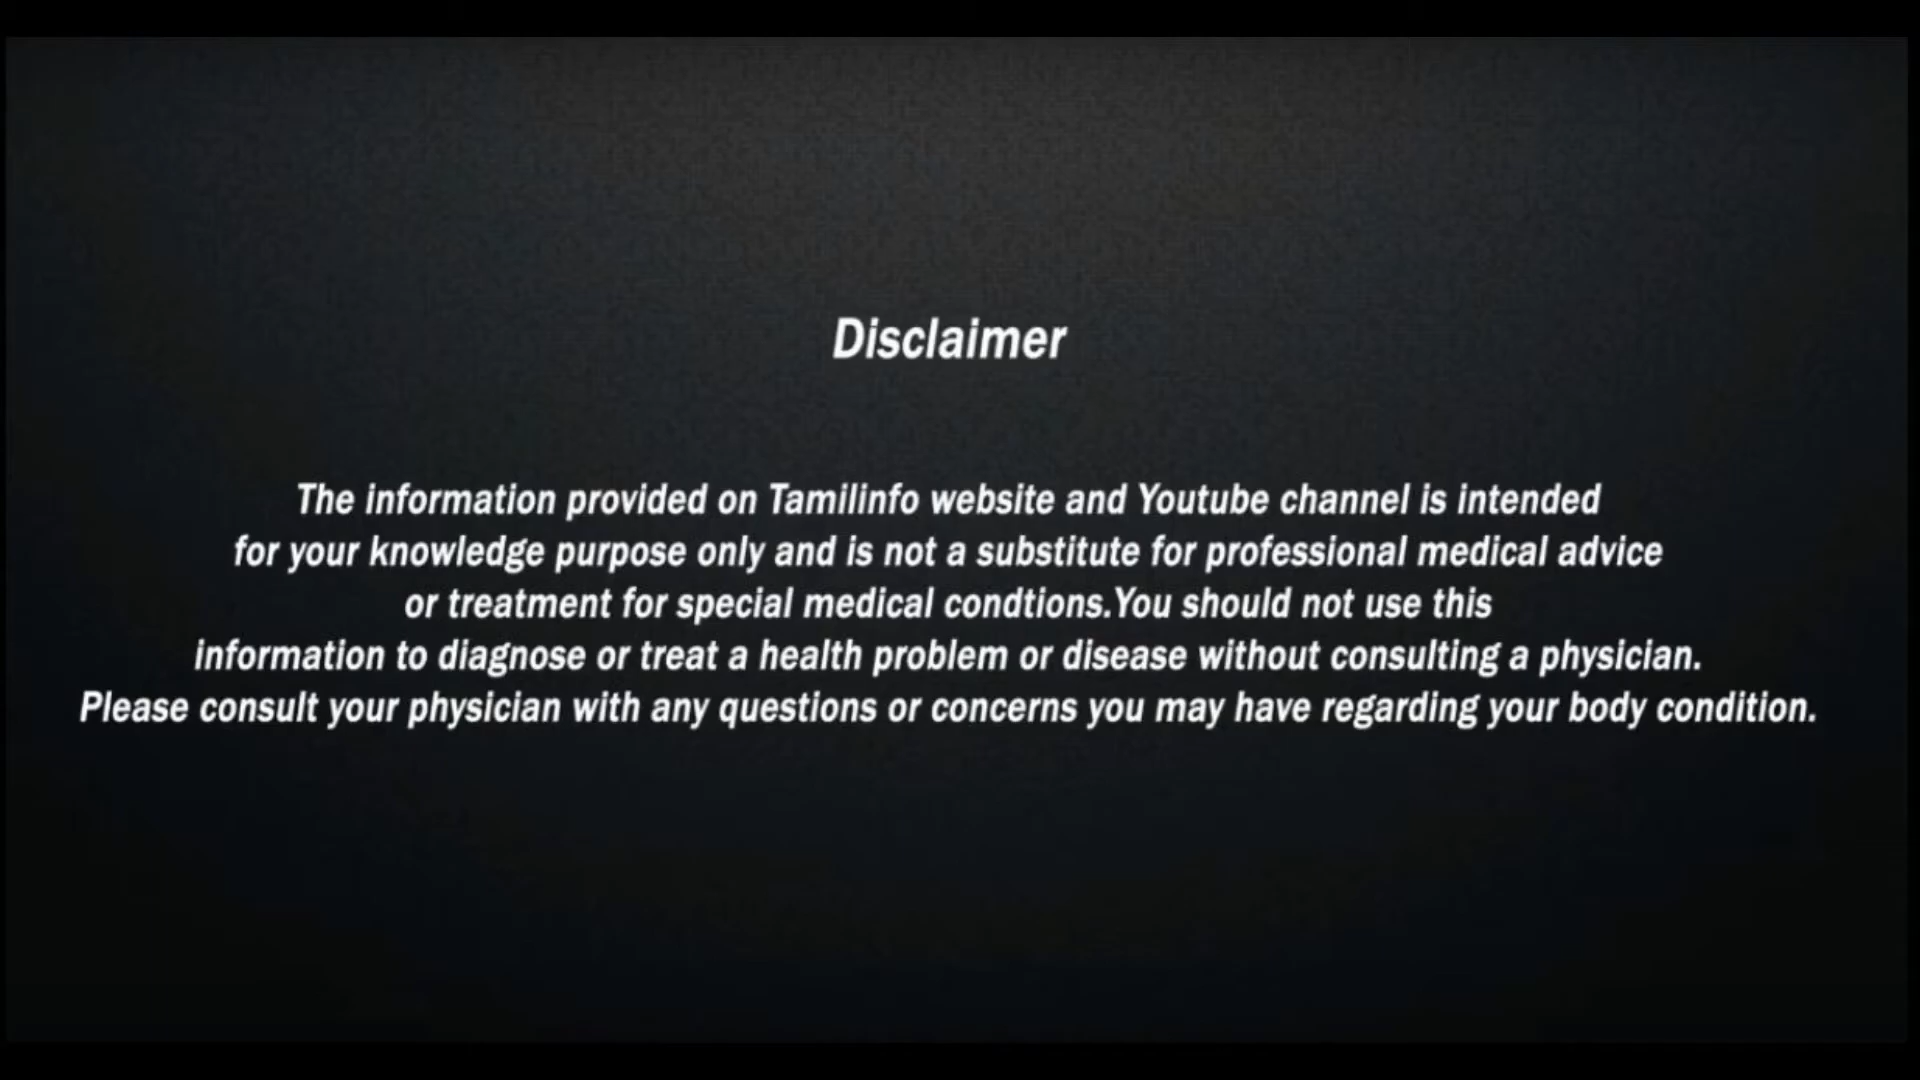 Disclaimer
The information provided on Tamilinfo website and Youtube channel is intended
for your knowledge purpose only and is not a substitute for professional medical advice
or treatment for special medical condtions.You should not use this
information to diagnose or treat a health problem or disease without consulting a physician.
Please consult your physician with any questions or concerns you may have regarding your body condition.